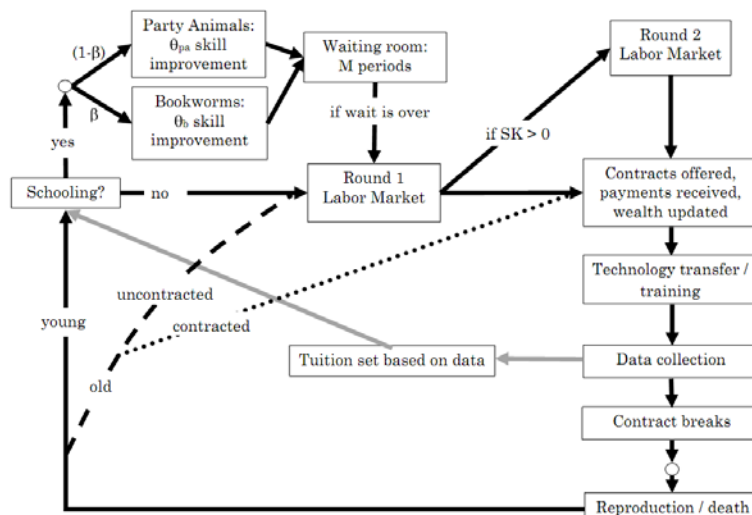 Party Animals:
θpa skill
improvement
(1-β)
Waiting room:
M periods
Round 2
Labor Market
Bookworms:
θb skill
improvement
β
if wait is over
yes
if SK > 0
Schooling?
no
Round 1
Labor Market
Contracts offered,
payments received,
wealth updated
Technology transfer /
training
uncontracted
young
contracted
Tuition set based on data
Data collection
old
Contract breaks
Reproduction / death